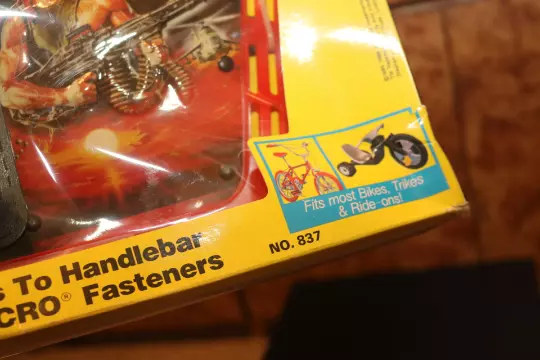 Fits most Bikes, Trikes
& Ride-ons!
s To Handlebar
CRO® Fasteners
NO. 837